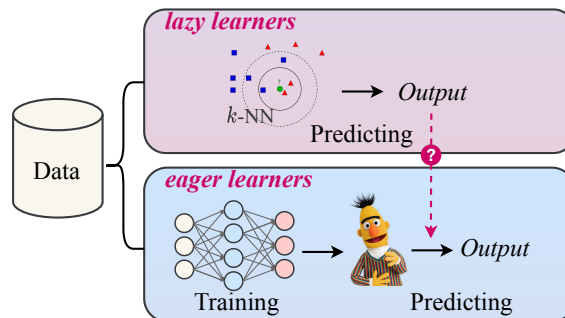 lazy learners
?
k-NN
Output
Predicting
?
Data
eager learners
Output
Training
Predicting